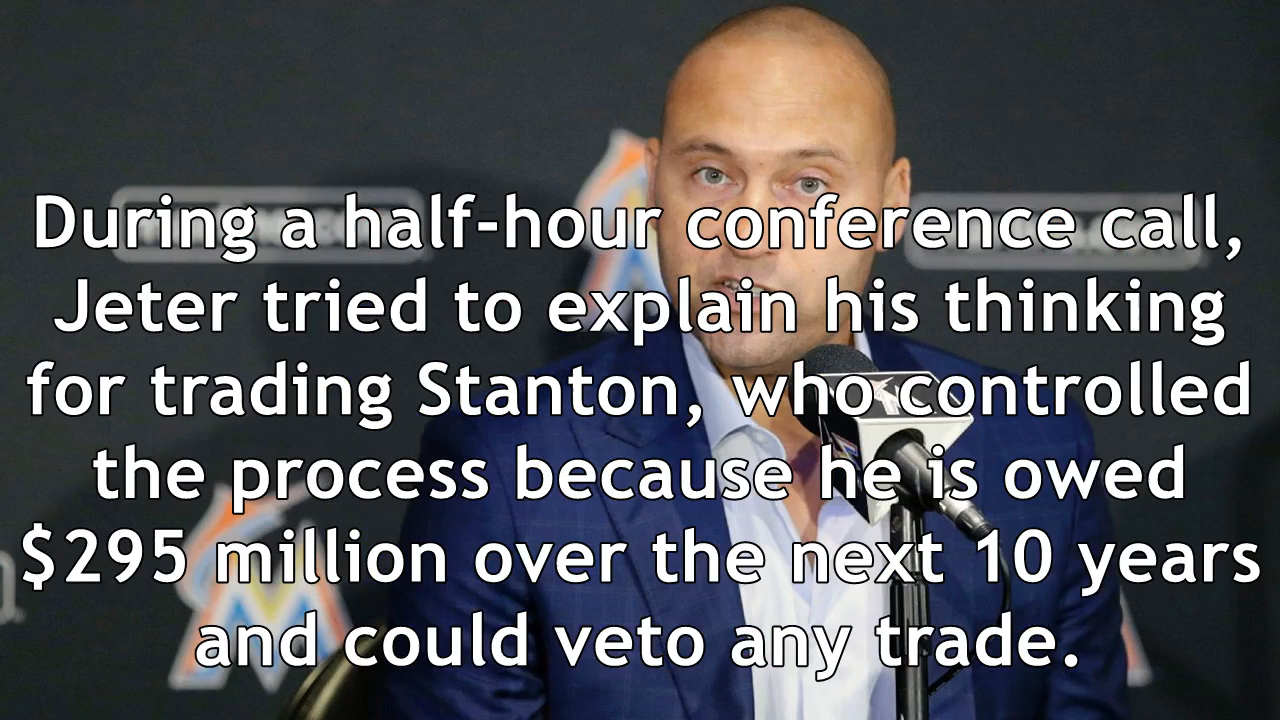 During a half-hour conference call,
Jeter tried to explain his thinking
for trading Stanton, who controlled
the process because he is owed
$295 million over the next 10 years
and could veto any trade.